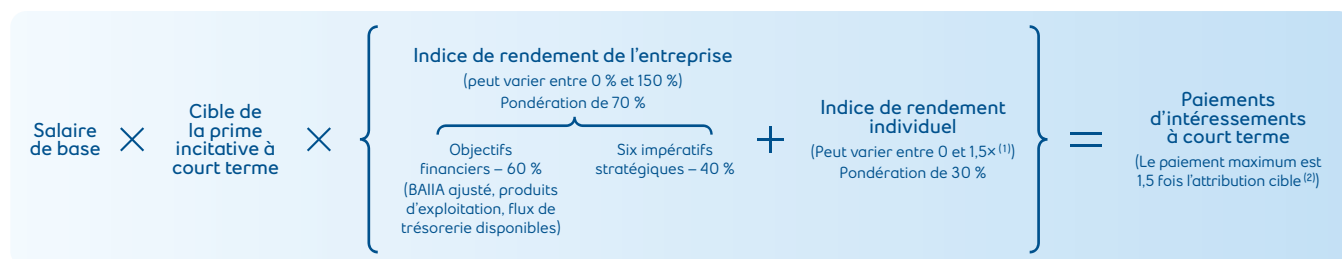 Salaire
de base
×
Cible de
la prime
incitative à
court terme
×
{
Indice de rendement de l'entreprise
(peut varier entre 0 % et 150 %)
Pondération de 70 %
Objectifs
financiers – 60 %
(BAIIA ajusté, produits
d'exploitation, flux de
trésorerie disponibles)
Six impératifs
stratégiques – 40 %
+
Indice de rendement
individuel
(Peut varier entre 0 et 1,5× (1))
Pondération de 30 %
}
=
Paiements
d'intéressements
à court terme
(Le paiement maximum est
1,5 fois l'attribution cible (2))